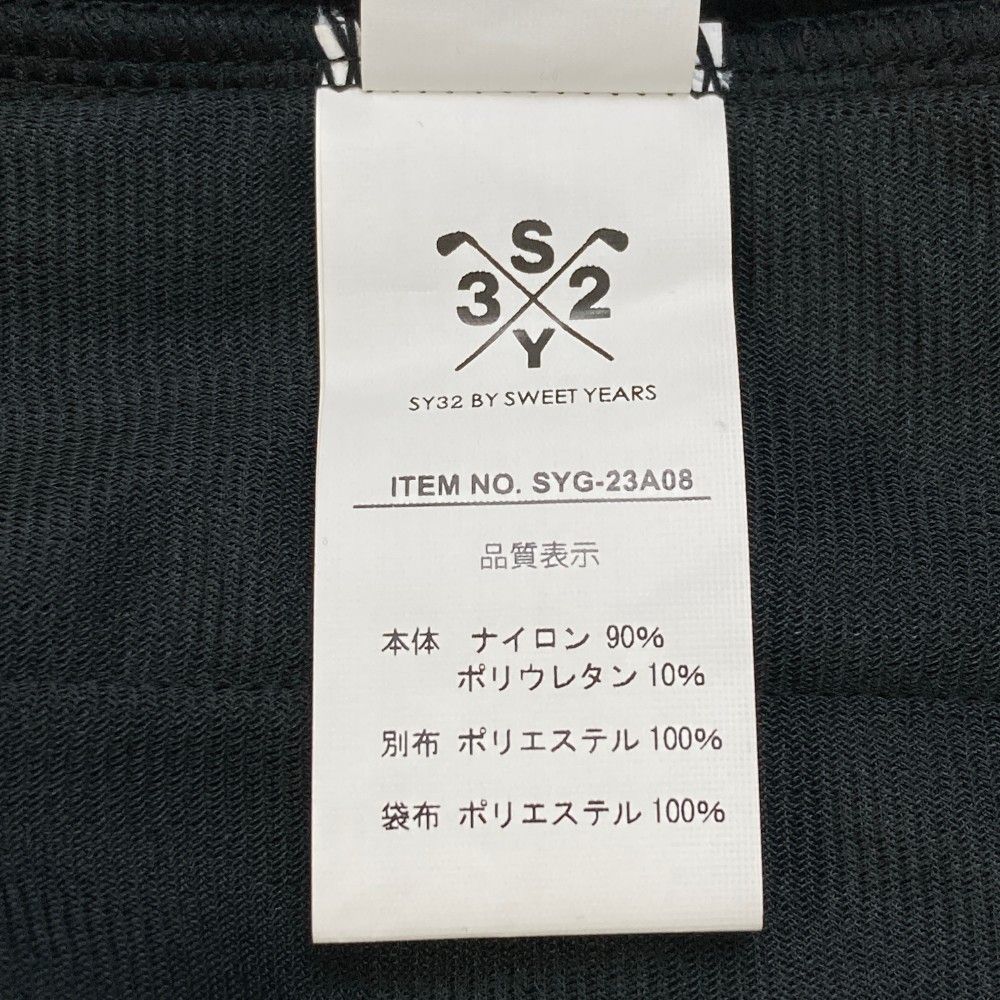 S
3 2
Y
SY32 BY SWEET YEARS
ITEM NO. SYG-23A08
品質表示
本体 ナイロン 90%
ポリウレタン 10%
別布 ポリエステル 100%
袋布 ポリエステル 100%